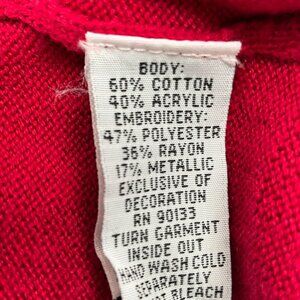 BODY:
60% COTTON
40% ACRYLIC
EMBROIDERY:
47% POLYESTER
36% RAYON
17% METALLIC
EXCLUSIVE OF
DECORATION
RN 90133
TURN GARMENT
INSIDE OUT
HAND WASH COLD
SEPARATELY
BLEACH